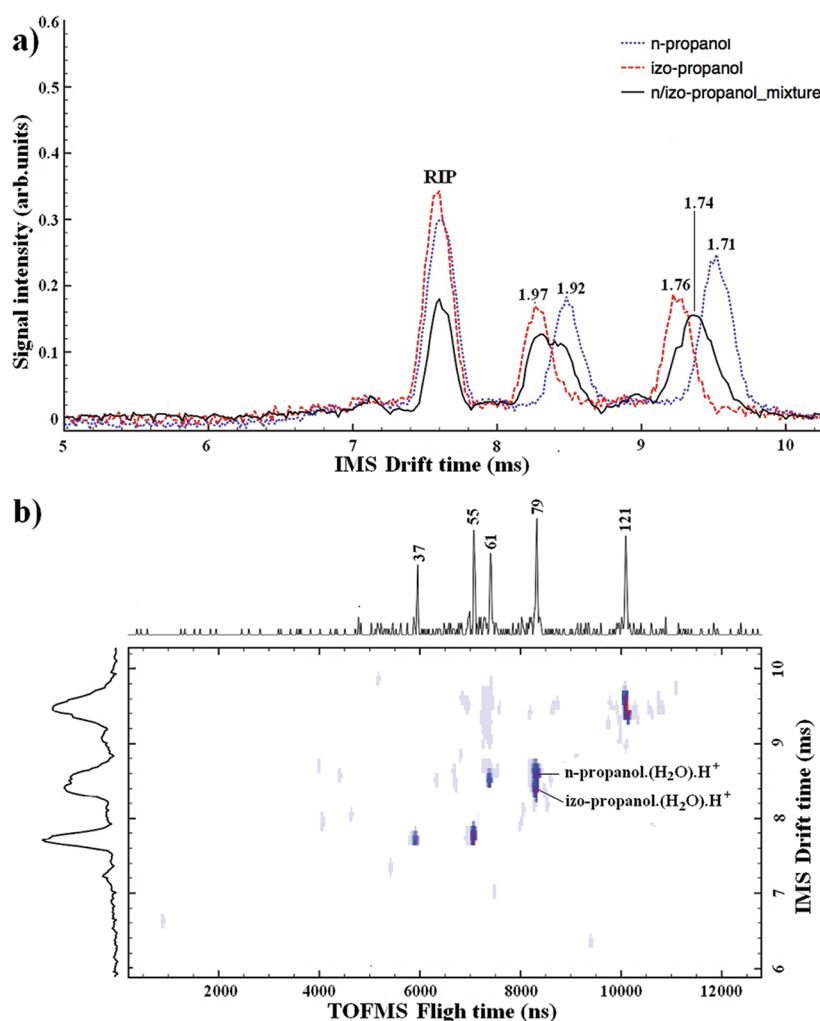 a)
0.6
0.5
0.4
0.3
0.2
0.1
0
Signal intensity (arb.units)
n-propanol
izo-propanol
n/izo-propanol_mixture
RIP
1.97
1.92
1.76
1.74
1.71
5
6
7
8
9
10
IMS Drift time (ms)
b)
37
55
61
79
121
10
9
8
7
6
IMS Drift time (ms)
n-propanol.(H₂O).H⁺
izo-propanol.(H₂O).H⁺
2000
4000
6000
8000
10000
12000
TOFMS Fligh time (ns)